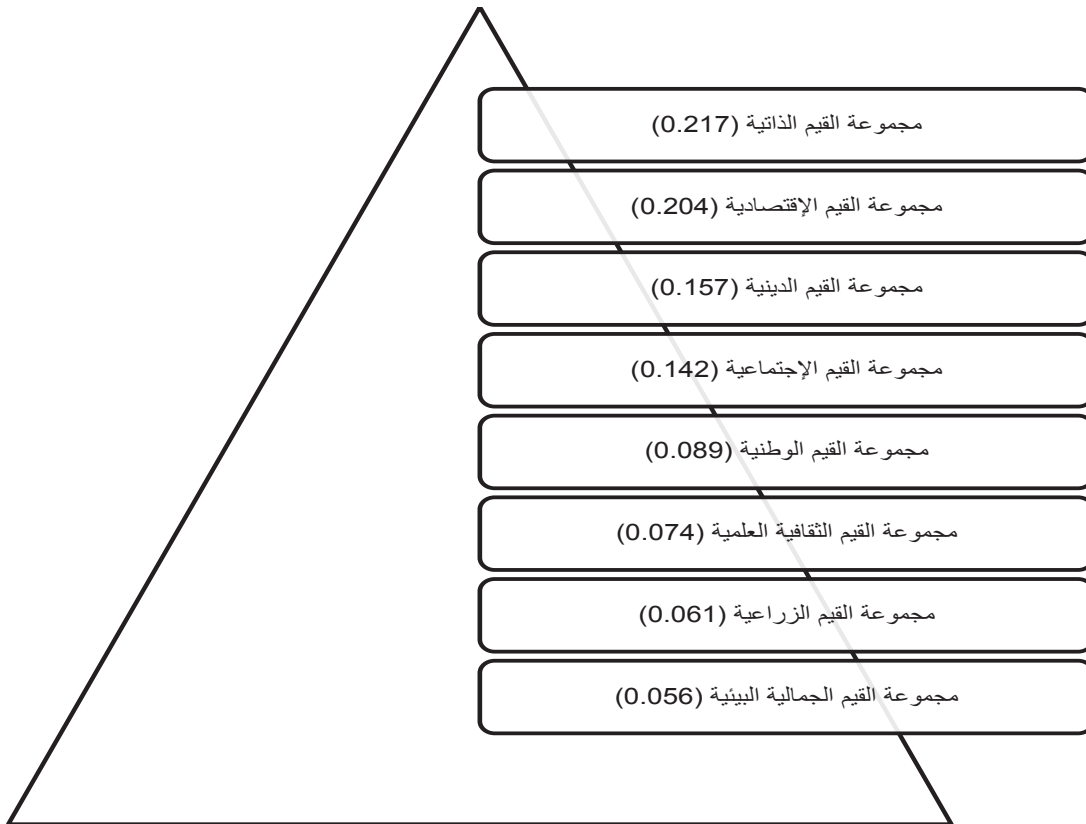 مجموعة القيم الذاتية (0.217)
مجموعة القيم الإقتصادية (0.204)
مجموعة القيم الدينية (0.157)
مجموعة القيم الإجتماعية (0.142)
مجموعة القيم الوطنية (0.089)
مجموعة القيم الثقافية العلمية (0.074)
مجموعة القيم الزراعية (0.061)
مجموعة القيم الجمالية البيئية (0.056)